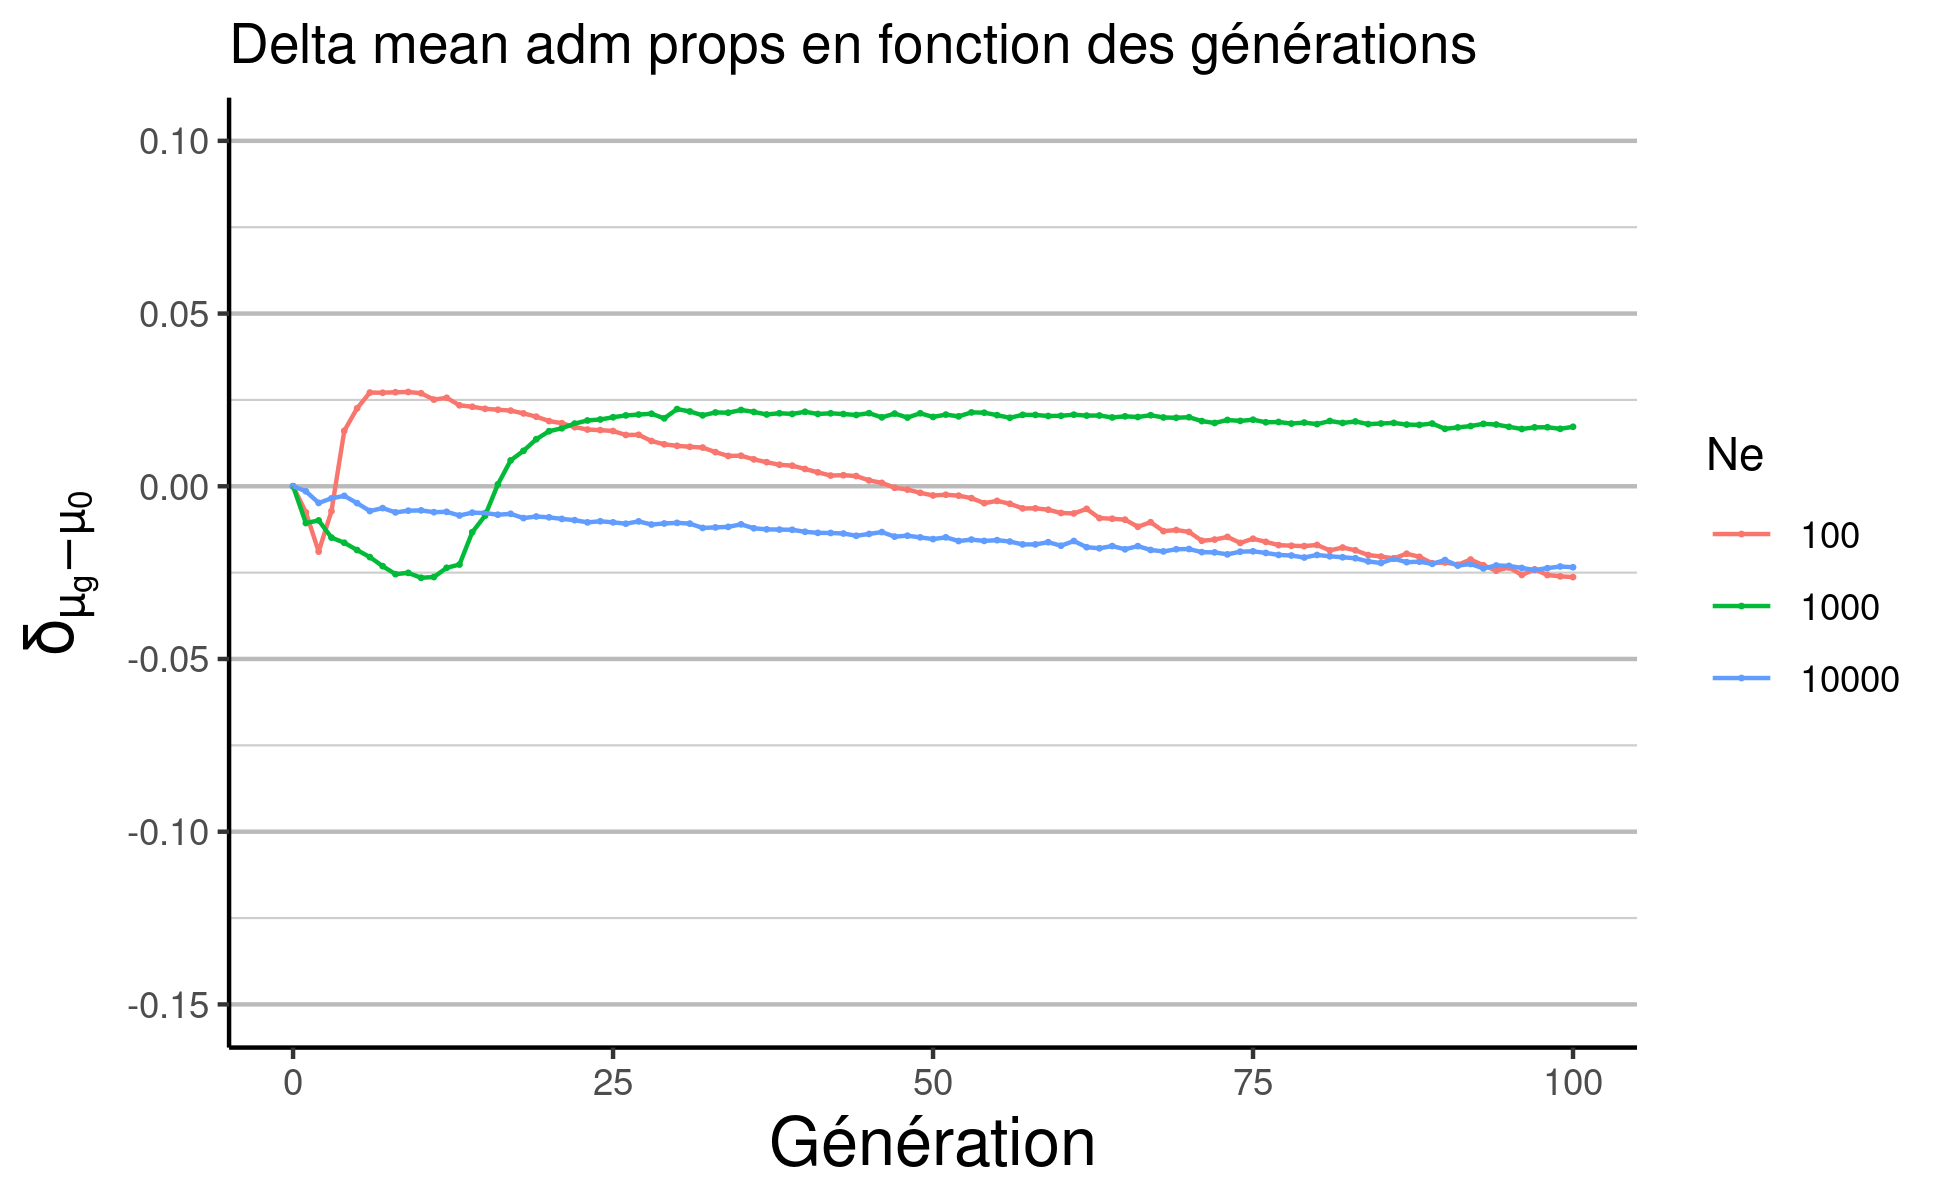 Delta mean adm props en fonction des générations
δμg−μ0
0.10
0.05
0.00
-0.05
-0.10
-0.15
0 25 50 75 100
Génération
Ne
100
1000
10000